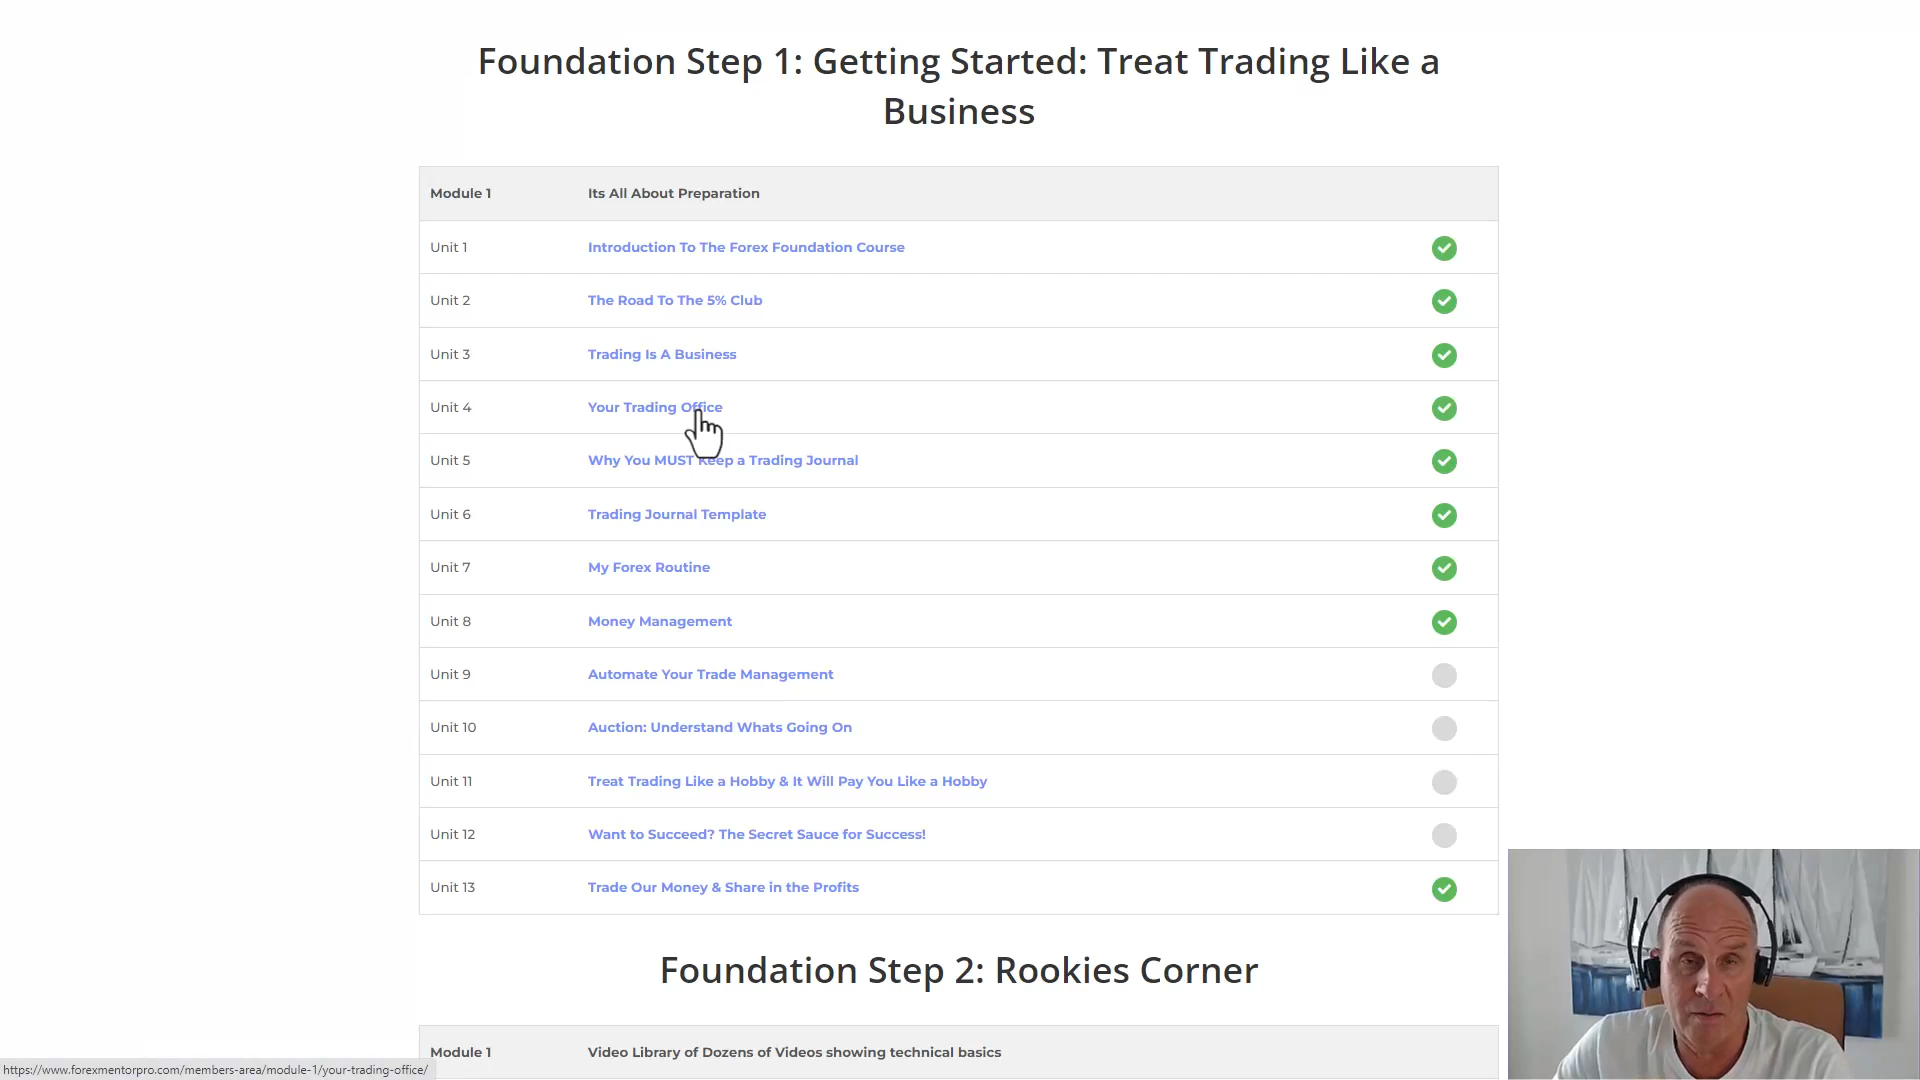 Foundation Step 1: Getting Started: Treat Trading Like a
Business
Module 1 Its All About Preparation
Unit 1 Introduction To The Forex Foundation Course
Unit 2 The Road To The 5% Club
Unit 3 Trading Is A Business
Unit 4 Your Trading Office
Unit 5 Why You MUST Keep a Trading Journal
Unit 6 Trading Journal Template
Unit 7 My Forex Routine
Unit 8 Money Management
Unit 9 Automate Your Trade Management
Unit 10 Auction: Understand Whats Going On
Unit 11 Treat Trading Like a Hobby & It Will Pay You Like a Hobby
Unit 12 Want to Succeed? The Secret Sauce for Success!
Unit 13 Trade Our Money & Share in the Profits
Foundation Step 2: Rookies Corner
Module 1 Video Library of Dozens of Videos showing technical basics
https://www.forexmentorpro.com/members-area/module-1/your-trading-office/